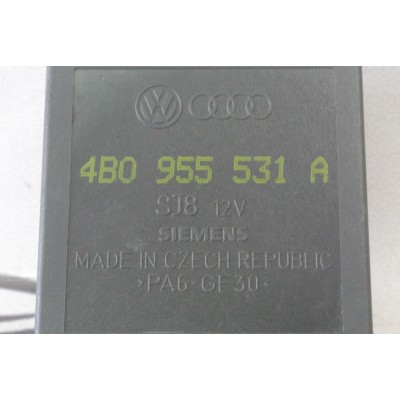 4B0 955 531 A
SJ8 12V
SIEMENS
MADE IN CZECH REPUBLIC
>PA6-GF30<